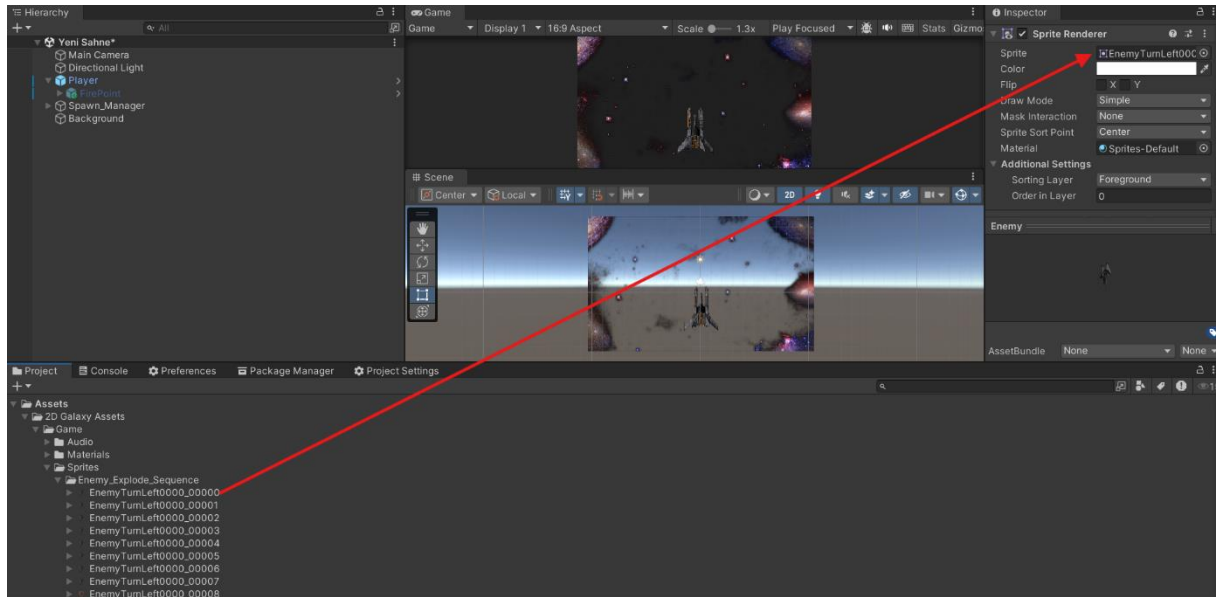 Hierarchy
All
Yeni Sahne*
Main Camera
Directional Light
Player
FirePoint
Spawn_Manager
Background
Game
Game Display 1 16:9 Aspect Scale 1.3x Play Focused Stats Gizmo
Scene
Center Local 2D
Inspector
Sprite Renderer
Sprite EnemyTurnLeft000
Color
Flip X Y
Draw Mode Simple
Mask Interaction None
Sprite Sort Point Center
Material Sprites-Default
Additional Settings
Sorting Layer Foreground
Order in Layer 0
Enemy
AssetBundle None None
Project Console Preferences Package Manager Project Settings
Assets
2D Galaxy Assets
Game
Audio
Materials
Sprites
Enemy_Explode_Sequence
EnemyTurnLeft0000_00000
EnemyTurnLeft0000_00001
EnemyTurnLeft0000_00002
EnemyTurnLeft0000_00003
EnemyTurnLeft0000_00004
EnemyTurnLeft0000_00005
EnemyTurnLeft0000_00006
EnemyTurnLeft0000_00007
EnemyTurnLeft0000_00008